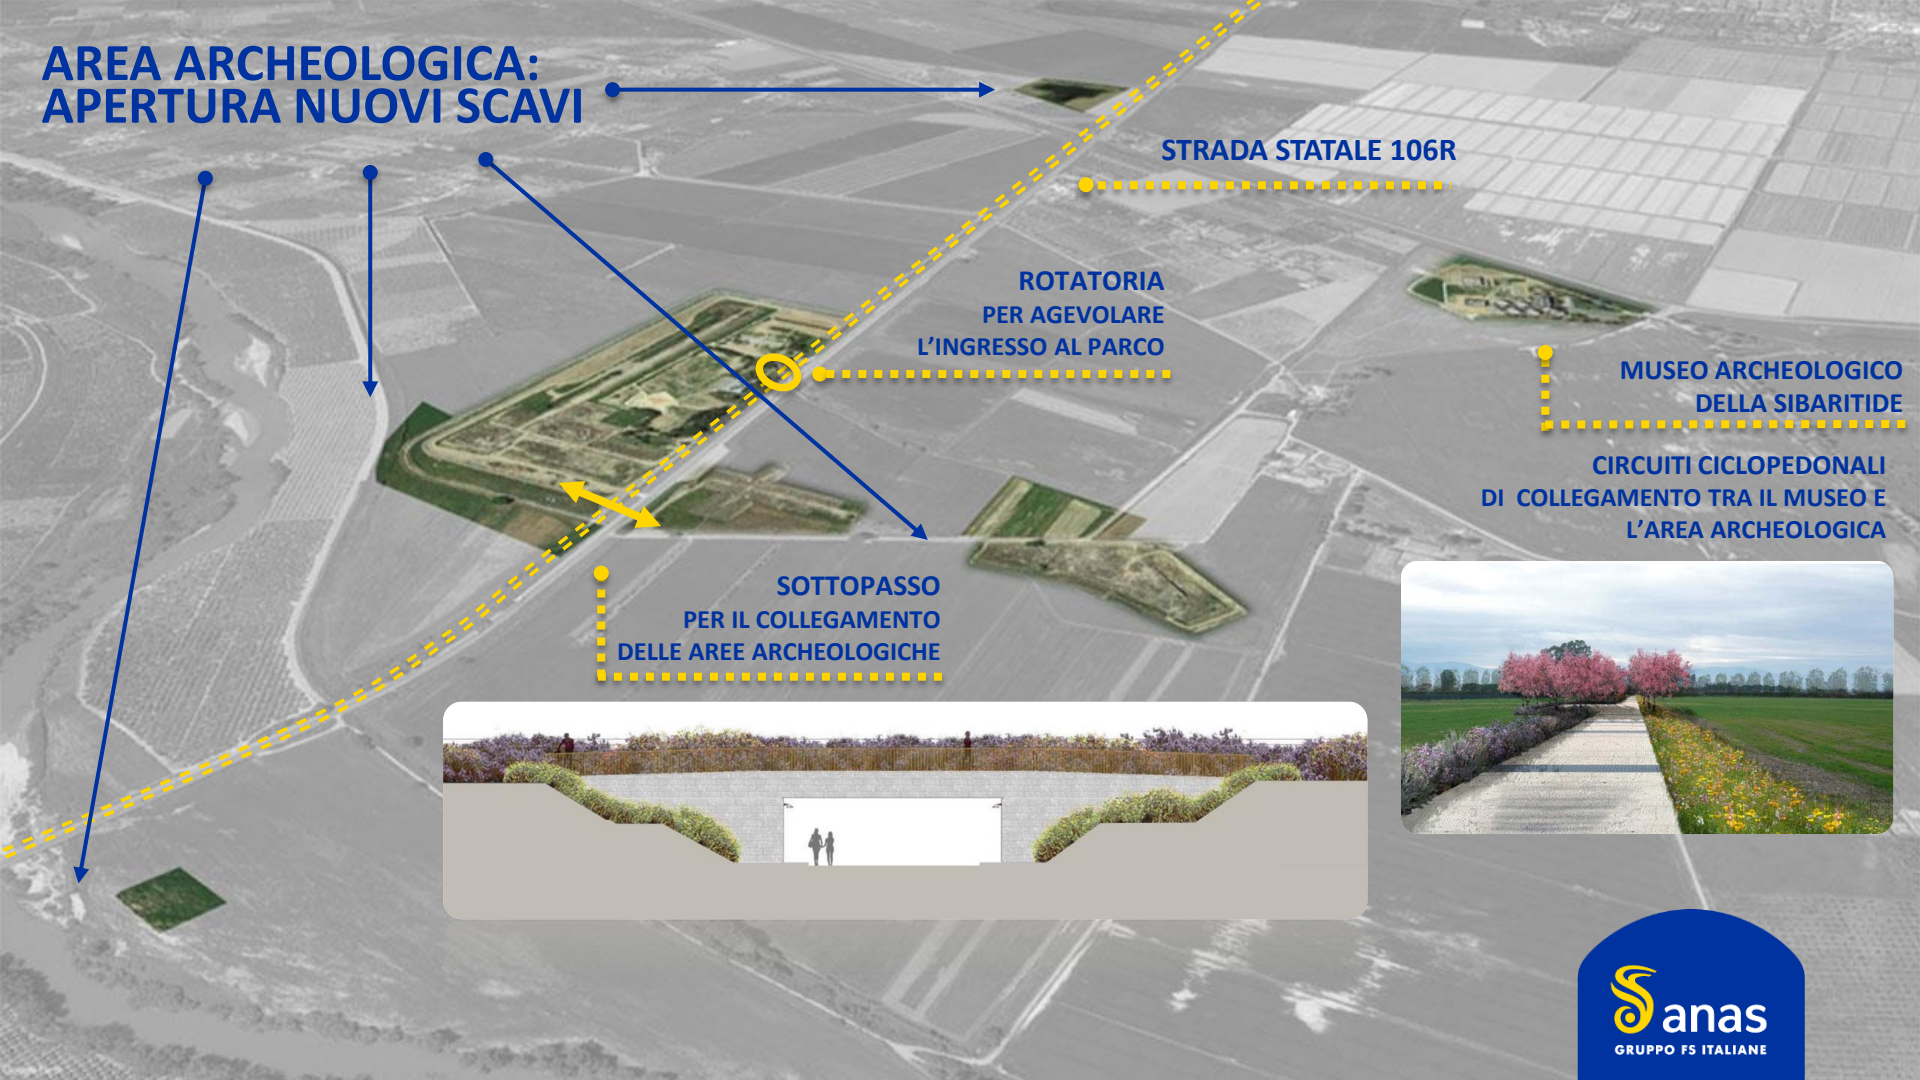 AREA ARCHEOLOGICA:
APERTURA NUOVI SCAVI
STRADA STATALE 106R
ROTATORIA
PER AGEVOLARE
L'INGRESSO AL PARCO
MUSEO ARCHEOLOGICO
DELLA SIBARITIDE
CIRCUITI CICLOPEDONALI
DI COLLEGAMENTO TRA IL MUSEO E
L'AREA ARCHEOLOGICA
SOTTOPASSO
PER IL COLLEGAMENTO
DELLE AREE ARCHEOLOGICHE
anas
GRUPPO FS ITALIANE